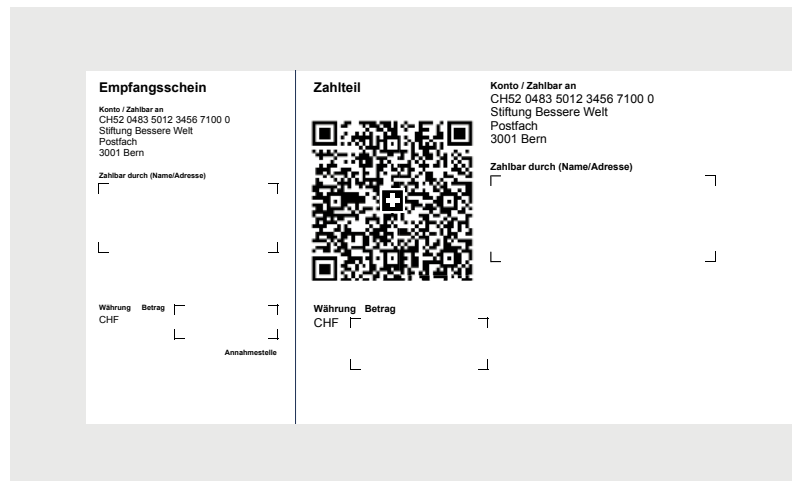 Empfangsschein
Konto / Zahlbar an
CH52 0483 5012 3456 7100 0
Stiftung Bessere Welt
Postfach
3001 Bern
Zahlbar durch (Name/Adresse)
Währung Betrag
CHF
Annahmestelle
Zahlteil
Währung Betrag
CHF
Konto / Zahlbar an
CH52 0483 5012 3456 7100 0
Stiftung Bessere Welt
Postfach
3001 Bern
Zahlbar durch (Name/Adresse)